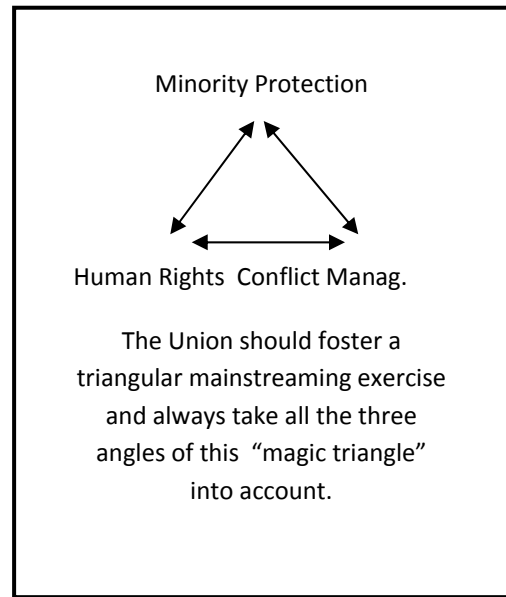 Minority Protection
Human Rights  Conflict Manag.
The Union should foster a
triangular mainstreaming exercise
and always take all the three
angles of this  “magic triangle”
into account.